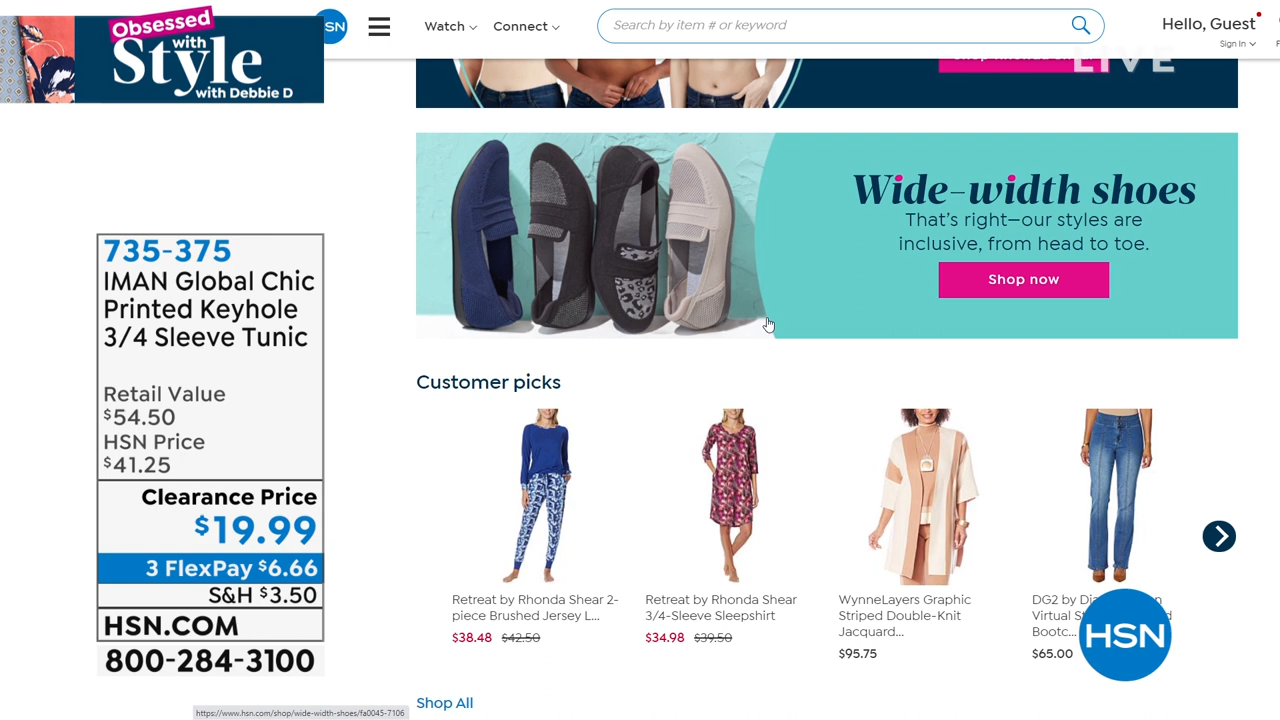 Obsessed
with
Style
with Debbie D
SN
Watch
Connect
Search by item # or keyword
Hello, Guest
Sign In
LIVE
Wide-width shoes
That's right—our styles are
inclusive, from head to toe.
Shop now
735-375
IMAN Global Chic
Printed Keyhole
3/4 Sleeve Tunic
Retail Value
$54.50
HSN Price
$41.25
Clearance Price
$19.99
3 FlexPay $6.66
S&H $3.50
HSN.COM
800-284-3100
Customer picks
Retreat by Rhonda Shear 2-
piece Brushed Jersey L...
$38.48 $42.50
Retreat by Rhonda Shear
3/4-Sleeve Sleepshirt
$34.98 $39.50
WynneLayers Graphic
Striped Double-Knit
Jacquard...
$95.75
DG2 by
Virtual
Bootc...
$65.00
HSN
Shop All
https://www.hsn.com/shop/wide-width-shoes/fa0045-7106